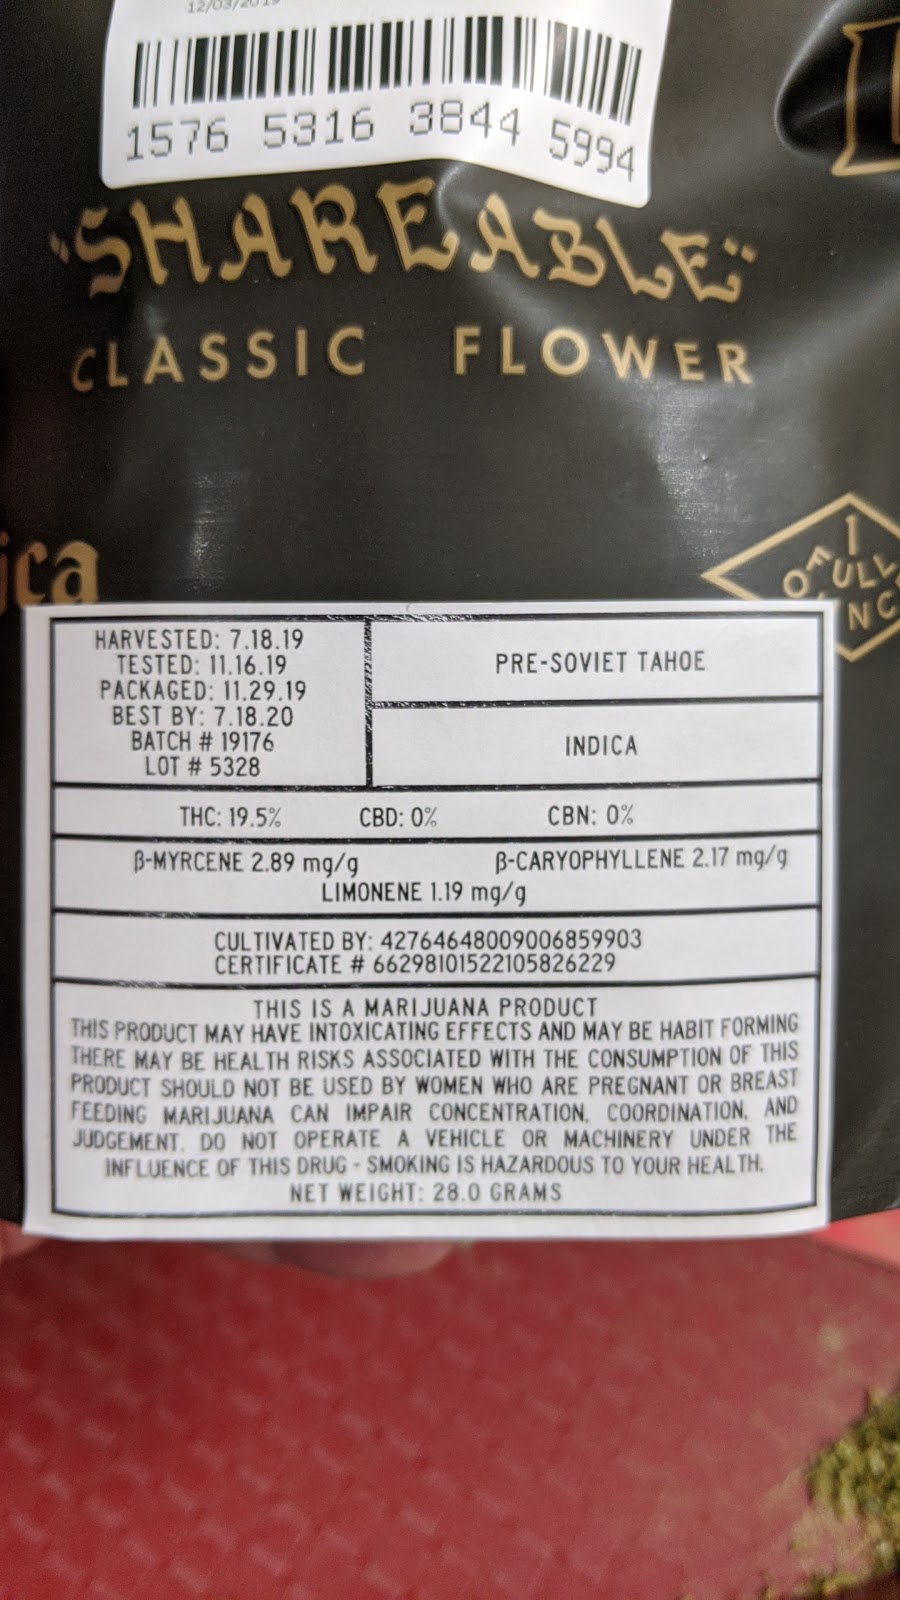 12/03/2019
1576 5316 3844 5994
"SHAREABLE"
CLASSIC FLOWER
ica
1
FULL
HARVESTED: 7.18.19
TESTED: 11.16.19
PACKAGED: 11.29.19
BEST BY: 7.18.20
BATCH # 19176
LOT # 5328
PRE-SOVIET TAHOE
INDICA
THC: 19.5% CBD: 0% CBN: 0%
β-MYRCENE 2.89 mg/g β-CARYOPHYLLENE 2.17 mg/g
LIMONENE 1.19 mg/g
CULTIVATED BY: 42764648009006859903
CERTIFICATE # 66298101522105826229
THIS IS A MARIJUANA PRODUCT
THIS PRODUCT MAY HAVE INTOXICATING EFFECTS AND MAY BE HABIT FORMING
THERE MAY BE HEALTH RISKS ASSOCIATED WITH THE CONSUMPTION OF THIS
PRODUCT SHOULD NOT BE USED BY WOMEN WHO ARE PREGNANT OR BREAST
FEEDING MARIJUANA CAN IMPAIR CONCENTRATION, COORDINATION, AND
JUDGEMENT. DO NOT OPERATE A VEHICLE OR MACHINERY UNDER THE
INFLUENCE OF THIS DRUG - SMOKING IS HAZARDOUS TO YOUR HEALTH.
NET WEIGHT: 28.0 GRAMS